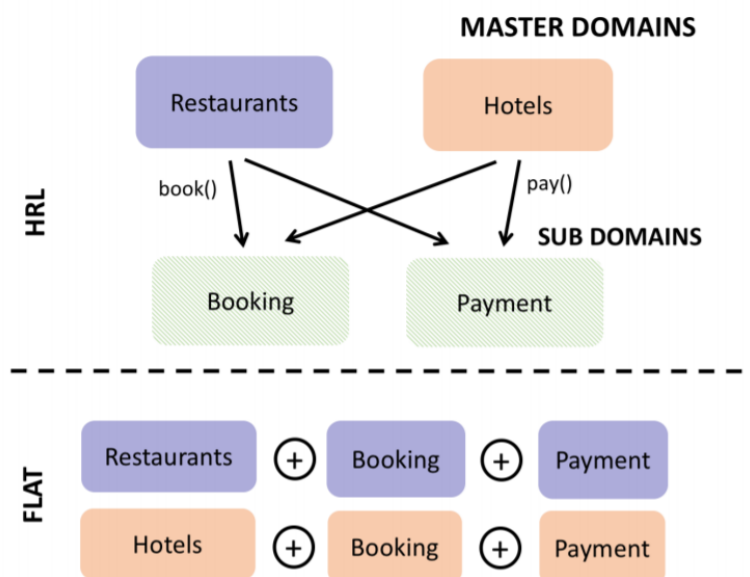 MASTER DOMAINS
Restaurants
Hotels
HRL
book()
pay()
SUB DOMAINS
Booking
Payment
FLAT
Restaurants + Booking + Payment
Hotels + Booking + Payment